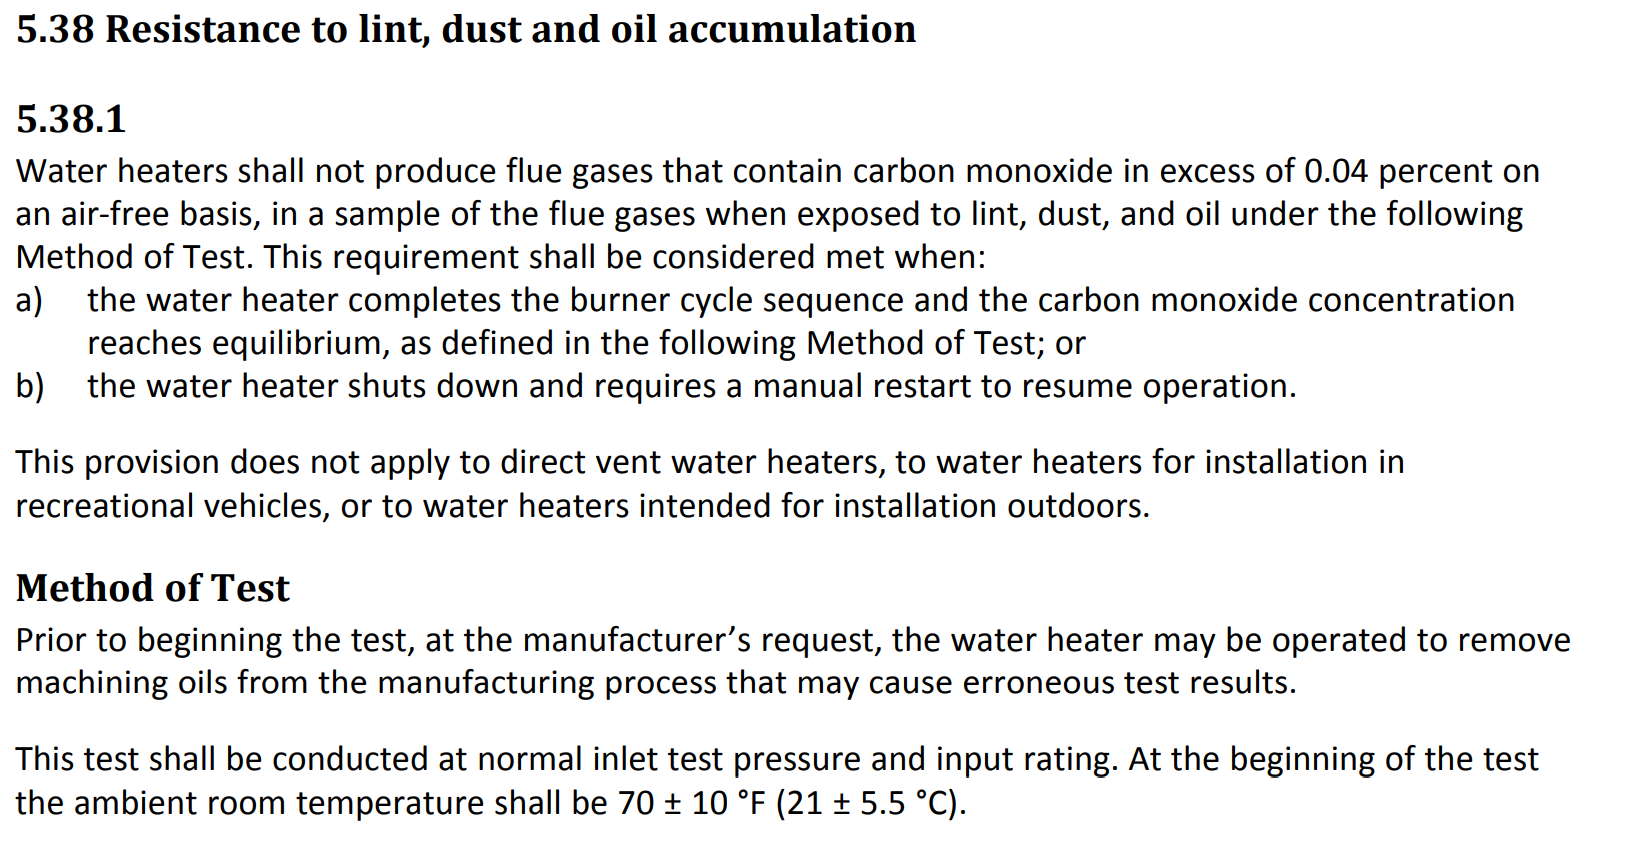 5.38 Resistance to lint, dust and oil accumulation
5.38.1
Water heaters shall not produce flue gases that contain carbon monoxide in excess of 0.04 percent on
an air-free basis, in a sample of the flue gases when exposed to lint, dust, and oil under the following
Method of Test. This requirement shall be considered met when:
a) the water heater completes the burner cycle sequence and the carbon monoxide concentration
reaches equilibrium, as defined in the following Method of Test; or
b) the water heater shuts down and requires a manual restart to resume operation.
This provision does not apply to direct vent water heaters, to water heaters for installation in
recreational vehicles, or to water heaters intended for installation outdoors.
Method of Test
Prior to beginning the test, at the manufacturer’s request, the water heater may be operated to remove
machining oils from the manufacturing process that may cause erroneous test results.
This test shall be conducted at normal inlet test pressure and input rating. At the beginning of the test
the ambient room temperature shall be 70 ± 10 °F (21 ± 5.5 °C).